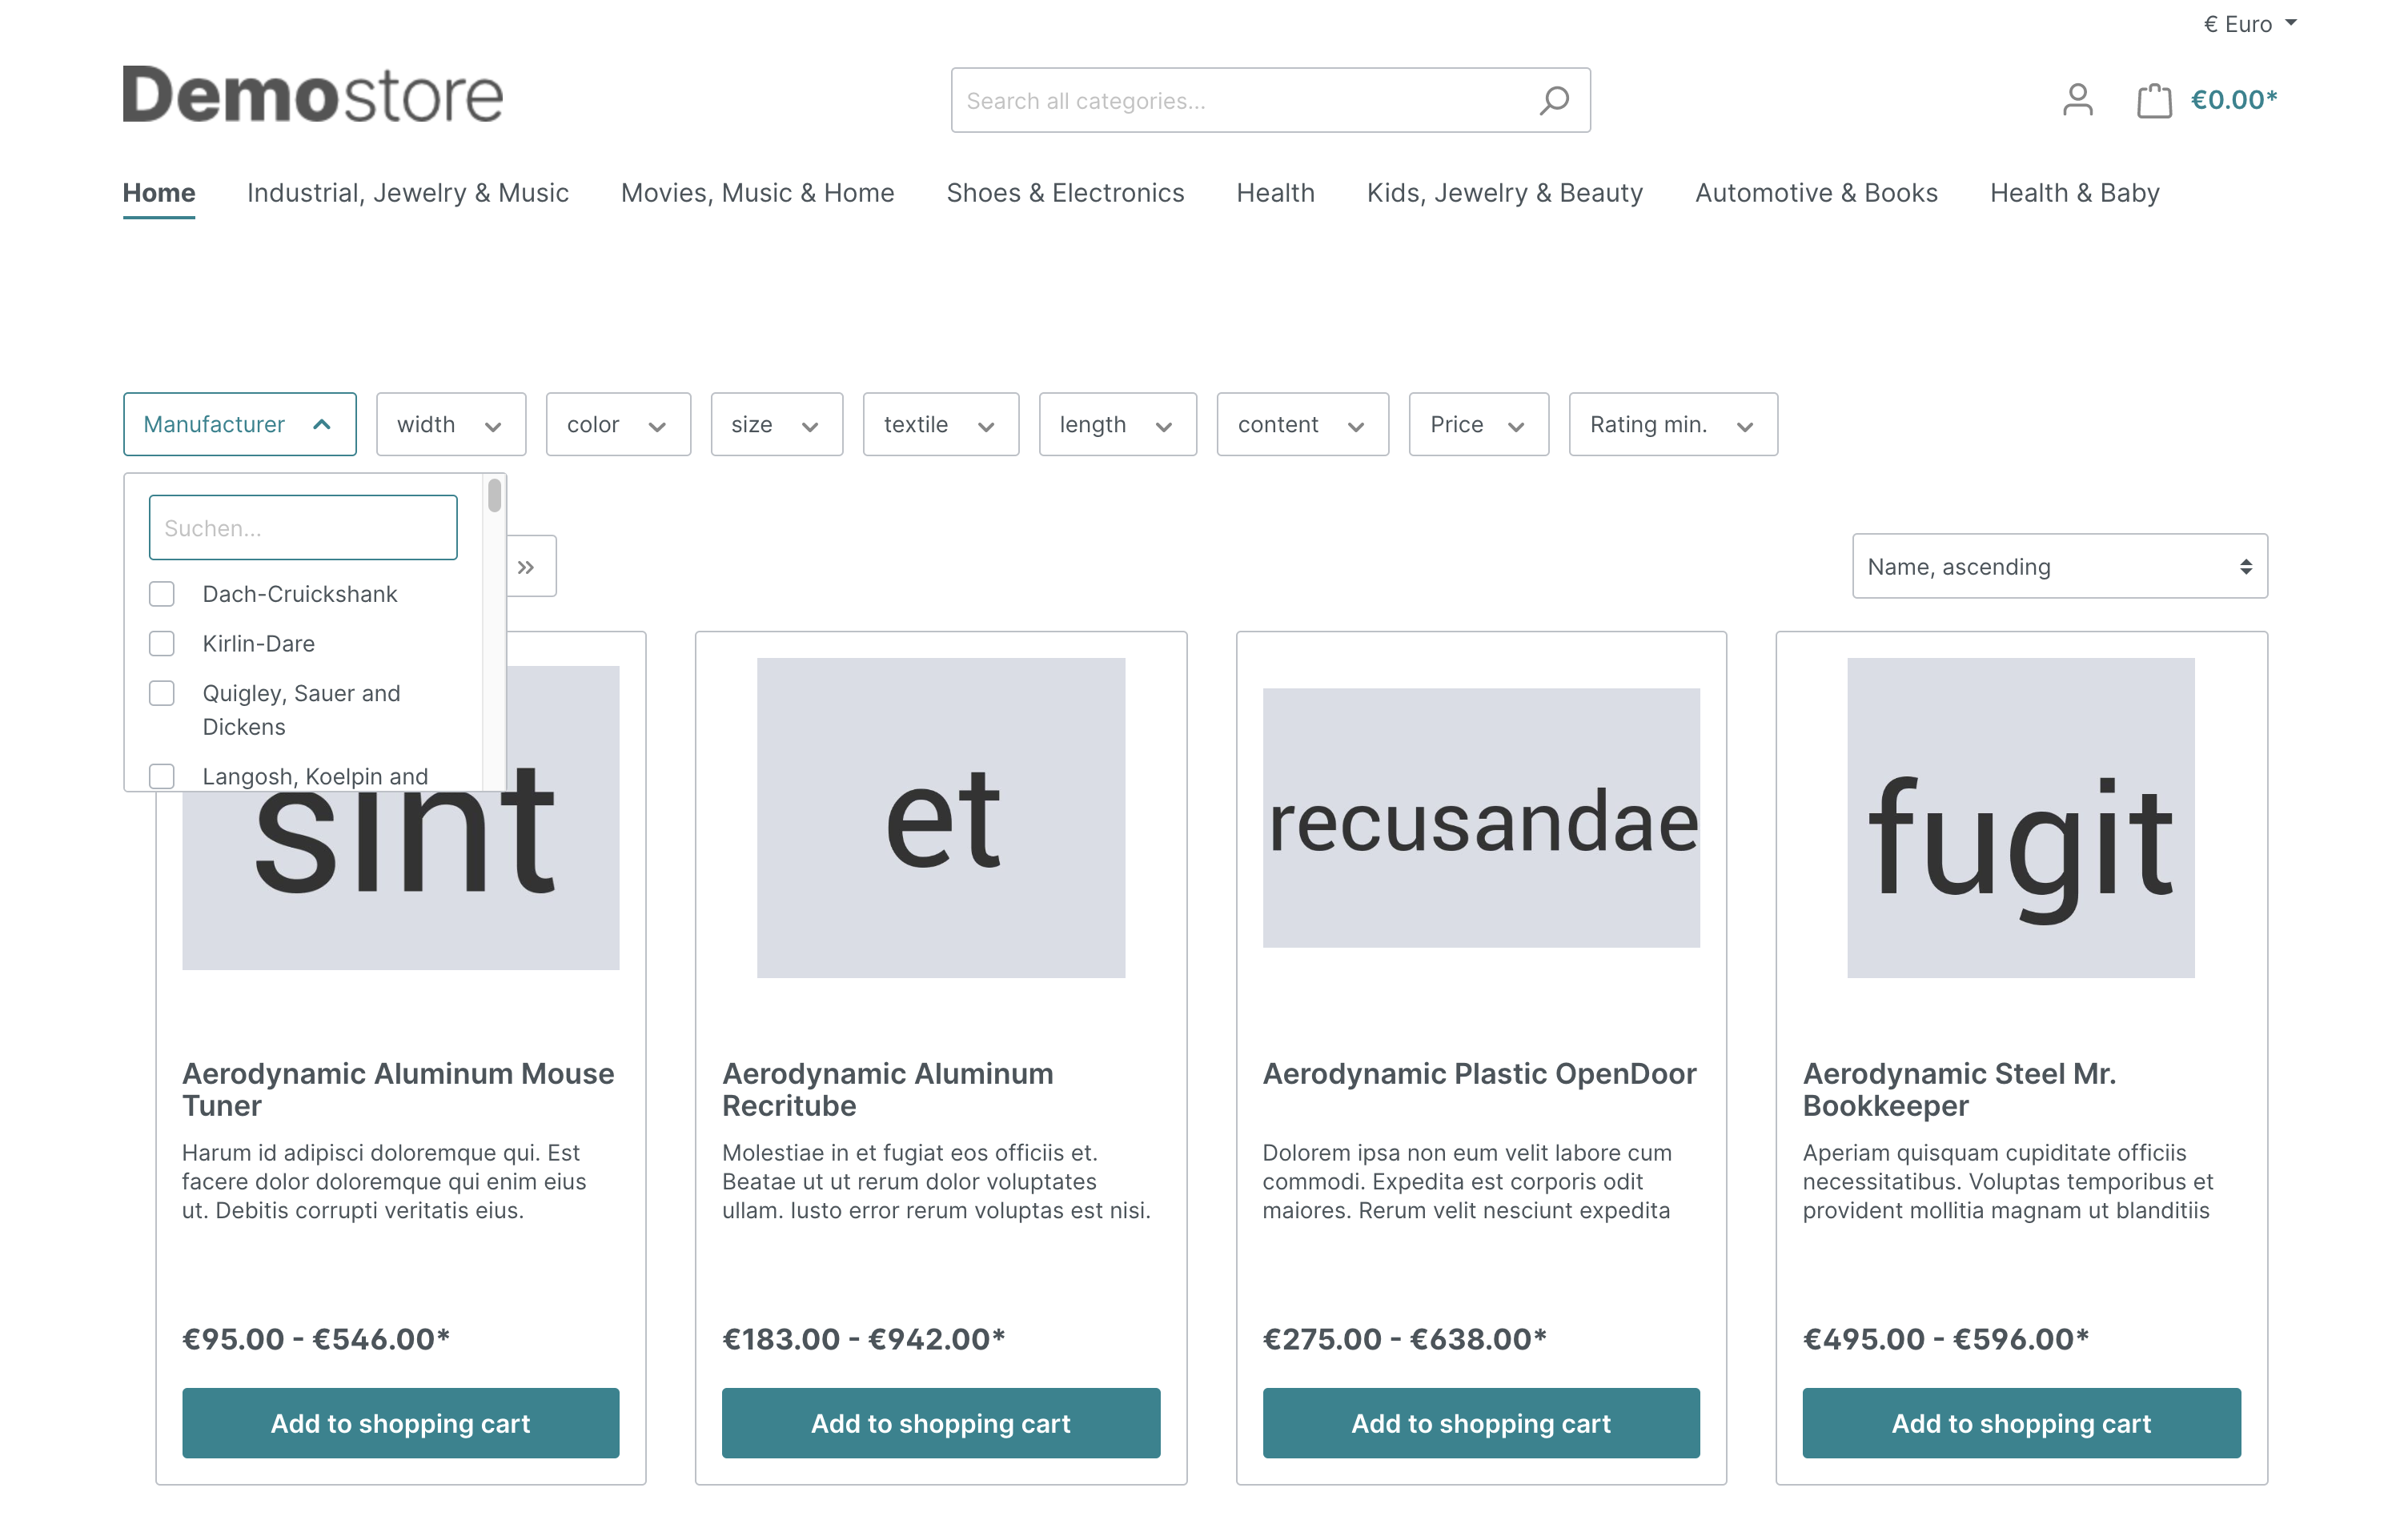 € Euro
Demostore
Search all categories...
€0.00*
Home Industrial, Jewelry & Music Movies, Music & Home Shoes & Electronics Health Kids, Jewelry & Beauty Automotive & Books Health & Baby
Manufacturer width color size textile length content Price Rating min.
Suchen...
Dach-Cruickshank
Kirlin-Dare
Quigley, Sauer and
Dickens
Langosh, Koelpin and
»
Name, ascending
sint
et
recusandae
fugit
Aerodynamic Aluminum Mouse
Tuner
Harum id adipisci doloremque qui. Est
facere dolor doloremque qui enim eius
ut. Debitis corrupti veritatis eius.
€95.00 - €546.00*
Add to shopping cart
Aerodynamic Aluminum
Recritube
Molestiae in et fugiat eos officiis et.
Beatae ut ut rerum dolor voluptates
ullam. Iusto error rerum voluptas est nisi.
€183.00 - €942.00*
Add to shopping cart
Aerodynamic Plastic OpenDoor
Dolorem ipsa non eum velit labore cum
commodi. Expedita est corporis odit
maiores. Rerum velit nesciunt expedita
€275.00 - €638.00*
Add to shopping cart
Aerodynamic Steel Mr.
Bookkeeper
Aperiam quisquam cupiditate officiis
necessitatibus. Voluptas temporibus et
provident mollitia magnam ut blanditiis
€495.00 - €596.00*
Add to shopping cart